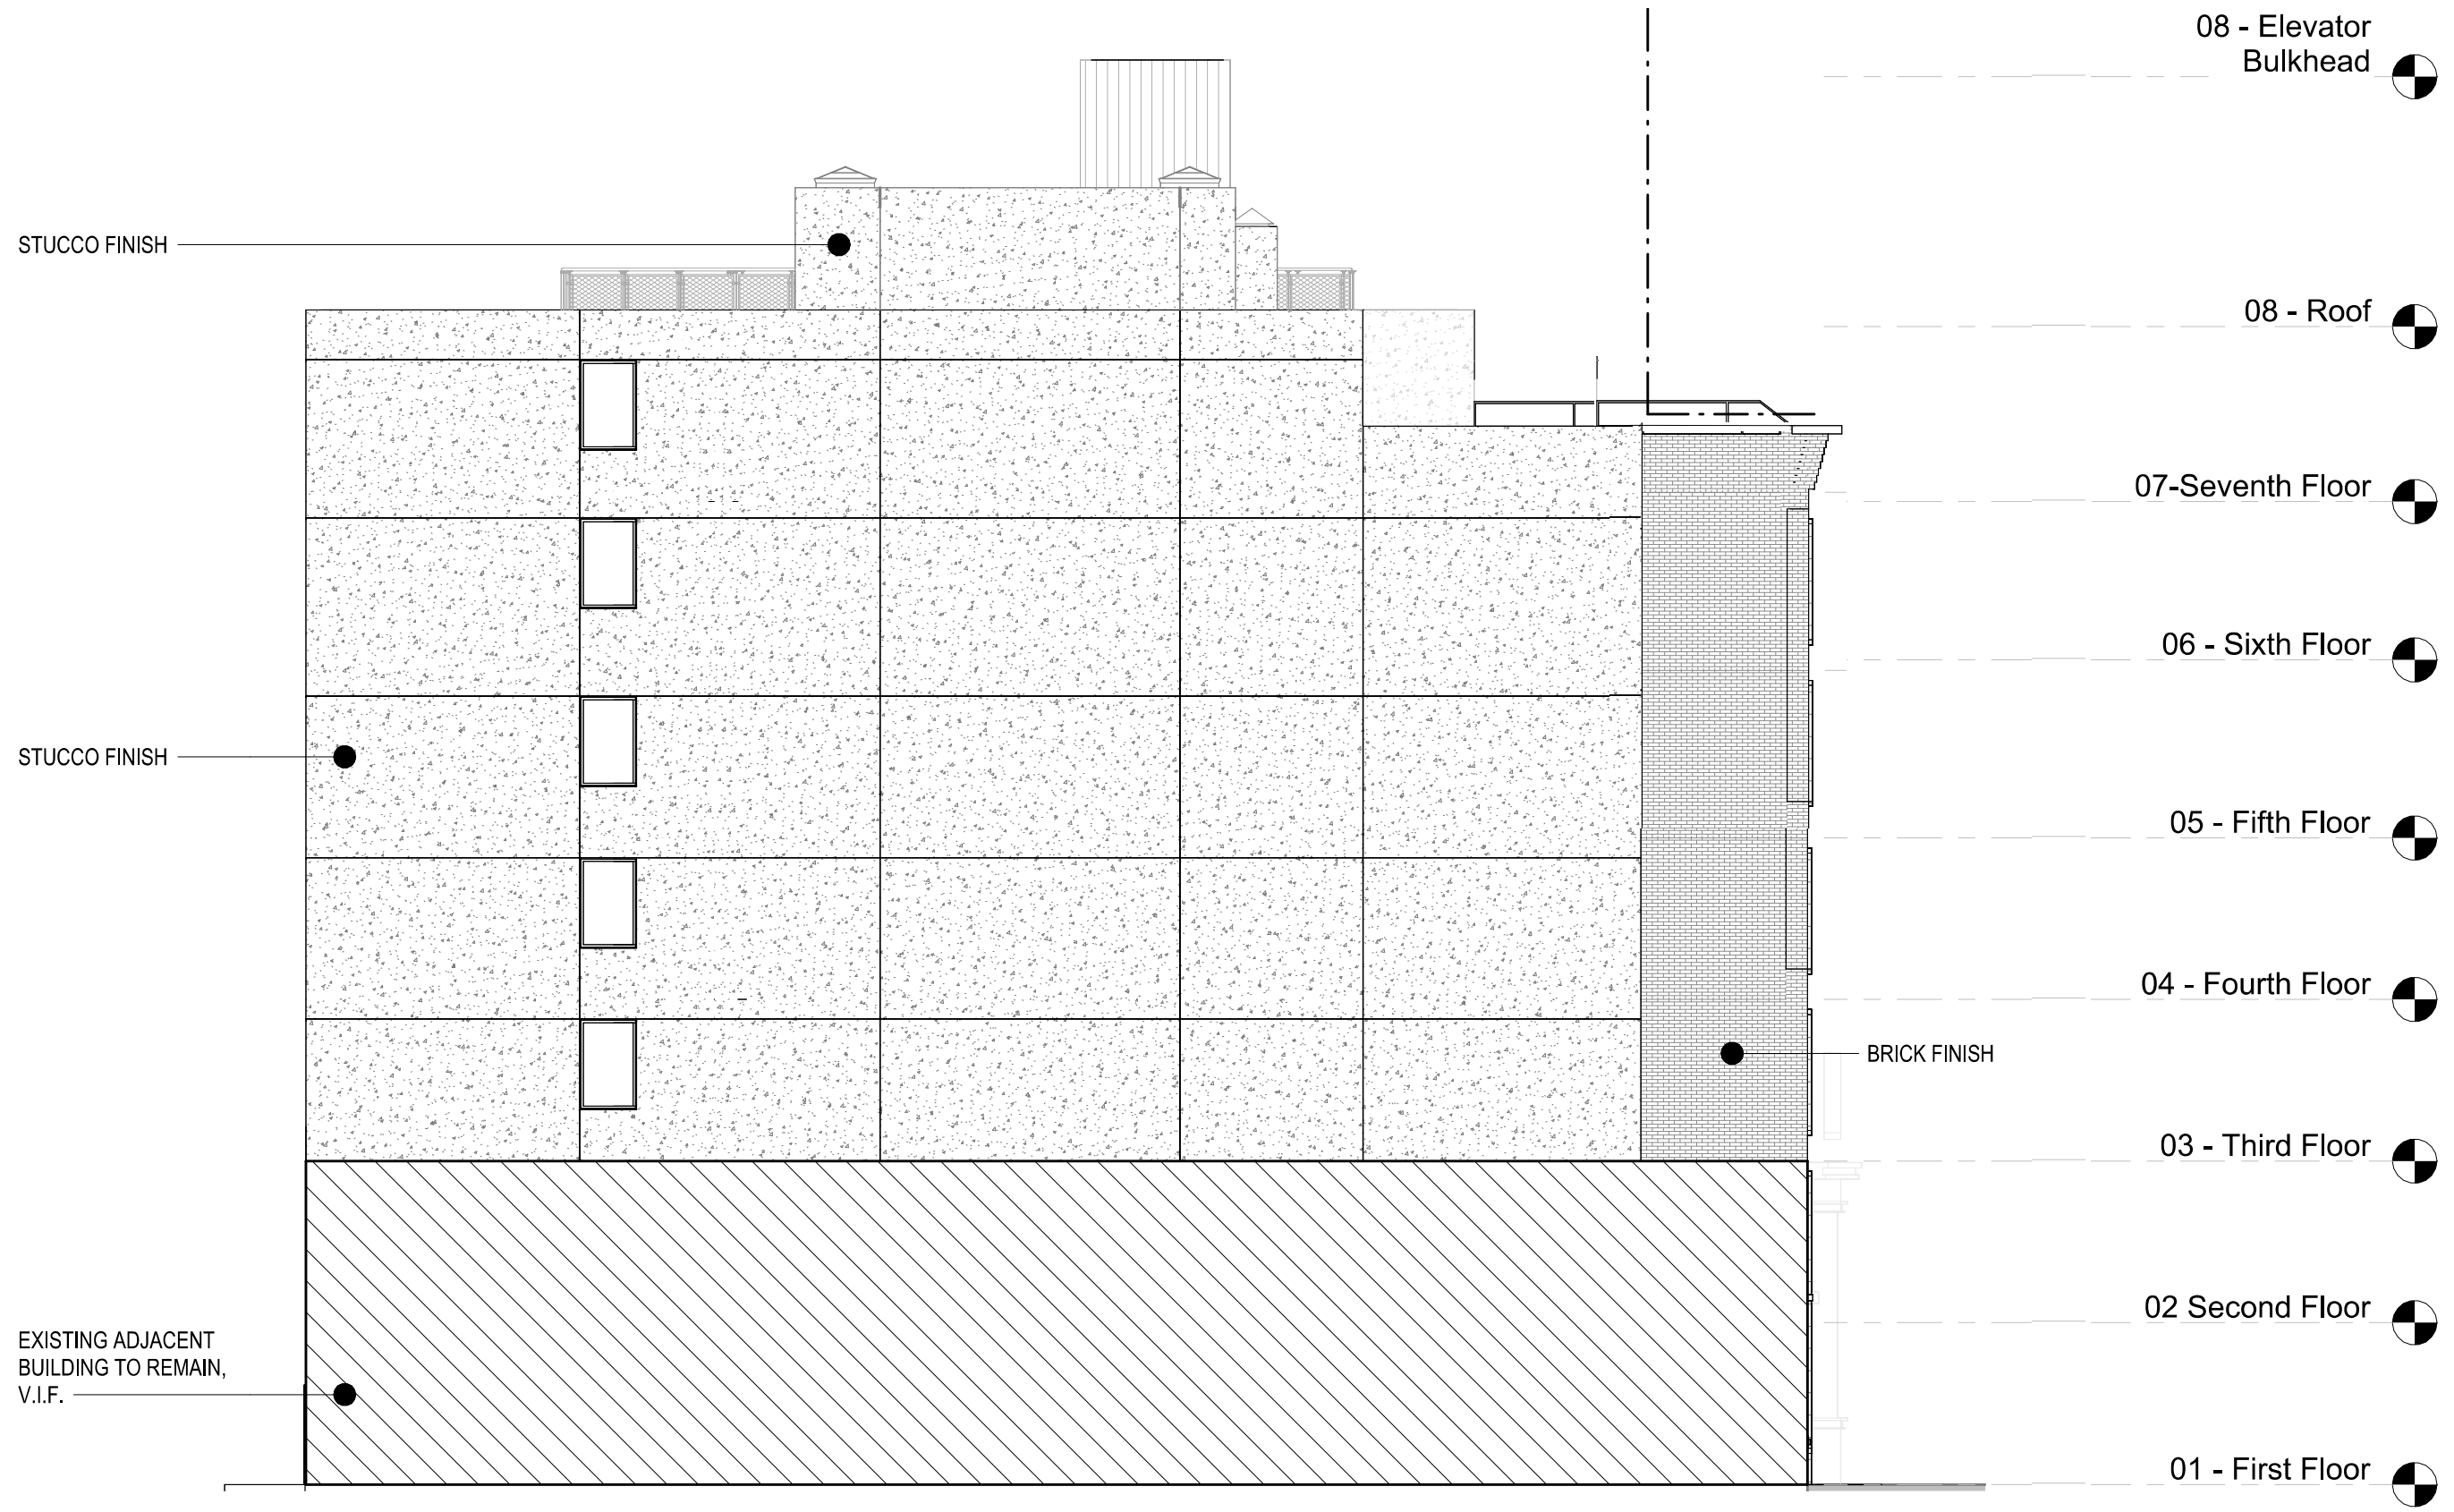 08 - Elevator
Bulkhead
STUCCO FINISH
08 - Roof
07-Seventh Floor
06 - Sixth Floor
STUCCO FINISH
05 - Fifth Floor
04 - Fourth Floor
BRICK FINISH
03 - Third Floor
02 Second Floor
EXISTING ADJACENT
BUILDING TO REMAIN,
V.I.F.
01 - First Floor